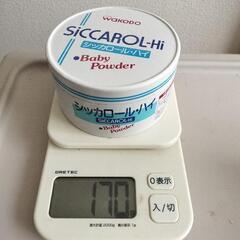 wakodo
SiCCAROL-Hi
シッカロール・ハイ
Baby
Powder
シッカロール・ハイ
SiCCAROL-Hi
Baby
Powder
DRETEC
0表示
入/切
170